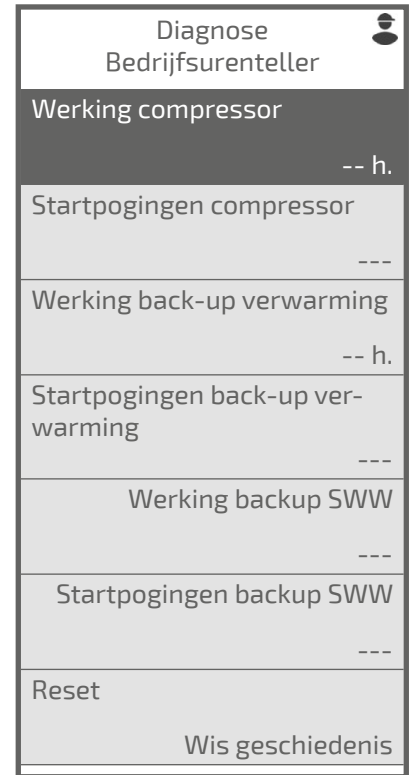 Diagnose
Bedrijfsurenteller
Werking compressor
-- h.
Startpogingen compressor
---
Werking back-up verwarming
-- h.
Startpogingen back-up ver-
warming
---
Werking backup SWW
---
Startpogingen backup SWW
---
Reset
Wis geschiedenis